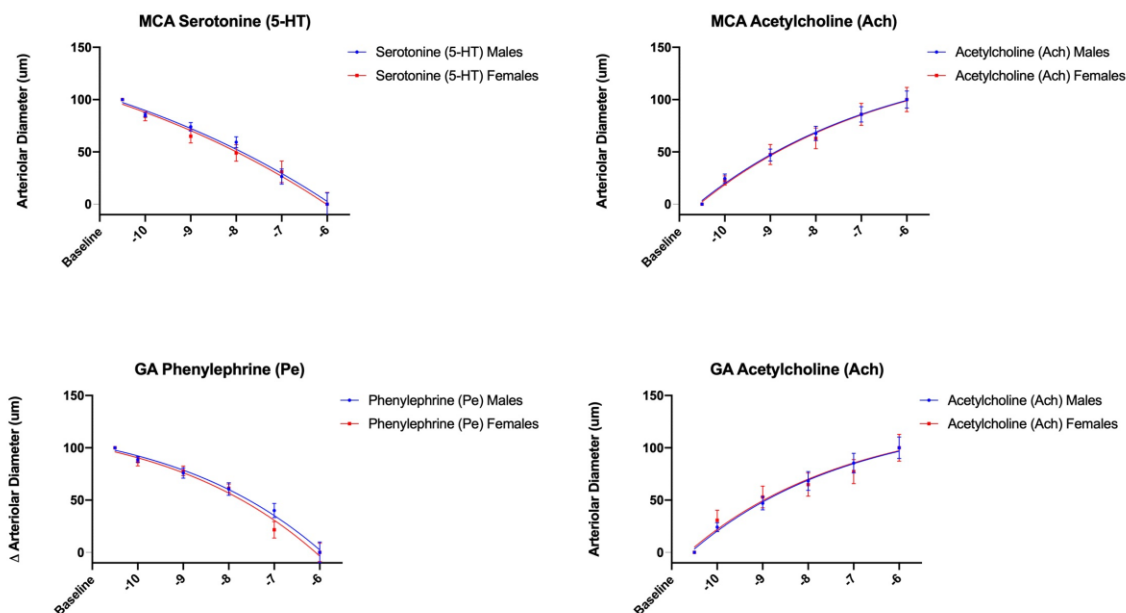 MCA Serotonine (5-HT)
Arteriolar Diameter (um)
150
100
50
0
Baseline
-10
-9
-8
-7
-6
Serotonine (5-HT) Males
Serotonine (5-HT) Females
MCA Acetylcholine (Ach)
Arteriolar Diameter (um)
150
100
50
0
Baseline
-10
-9
-8
-7
-6
Acetylcholine (Ach) Males
Acetylcholine (Ach) Females
GA Phenylephrine (Pe)
Δ Arteriolar Diameter (um)
150
100
50
0
Baseline
-10
-9
-8
-7
-6
Phenylephrine (Pe) Males
Phenylephrine (Pe) Females
GA Acetylcholine (Ach)
Arteriolar Diameter (um)
150
100
50
0
Baseline
-10
-9
-8
-7
-6
Acetylcholine (Ach) Males
Acetylcholine (Ach) Females